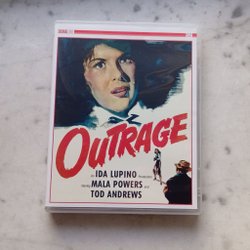 OUTRAGE
IDA LUPINO
MALA POWERS
TOD ANDREWS